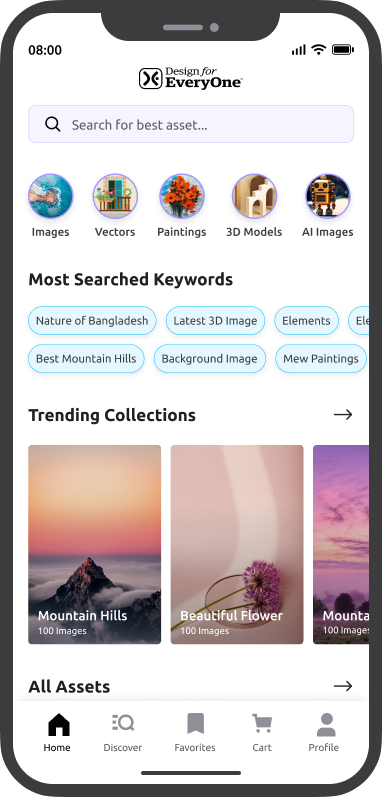 08:00
Design for
EveryOne
Search for best asset...
Images Vectors Paintings 3D Models AI Images
Most Searched Keywords
Nature of Bangladesh Latest 3D Image Elements Ele
Best Mountain Hills Background Image Mew Paintings
Trending Collections
Mountain Hills Beautiful Flower Mounta
100 Images 100 Images 100 Images
All Assets
Home Discover Favorites Cart Profile